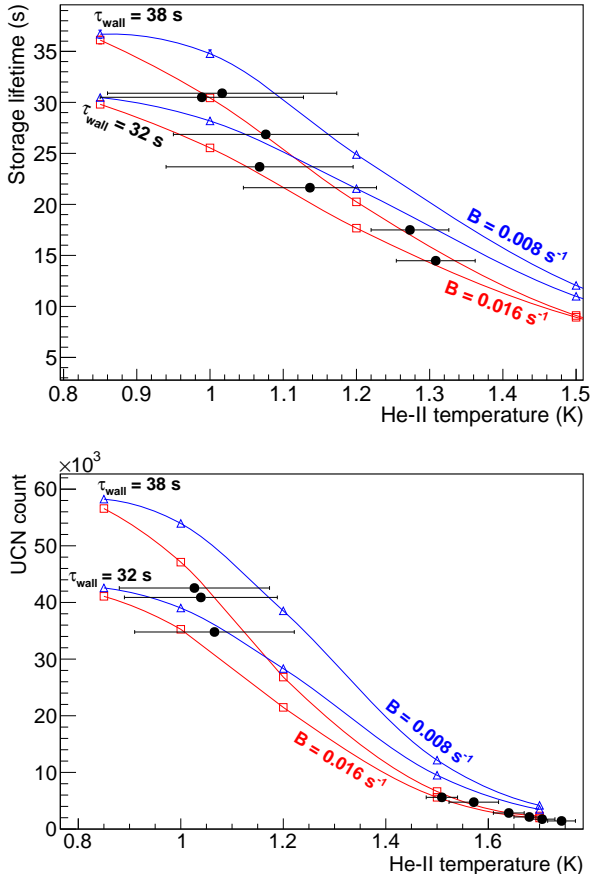 Storage lifetime (s)
35
30
25
20
15
10
5
τwall = 38 s
τwall = 32 s
B = 0.008 s-1
B = 0.016 s-1
0.8 0.9 1 1.1 1.2 1.3 1.4 1.5
He-II temperature (K)
×10³
UCN count
60
50
40
30
20
10
0
τwall = 38 s
τwall = 32 s
B = 0.008 s-1
B = 0.016 s-1
0.8 1 1.2 1.4 1.6
He-II temperature (K)